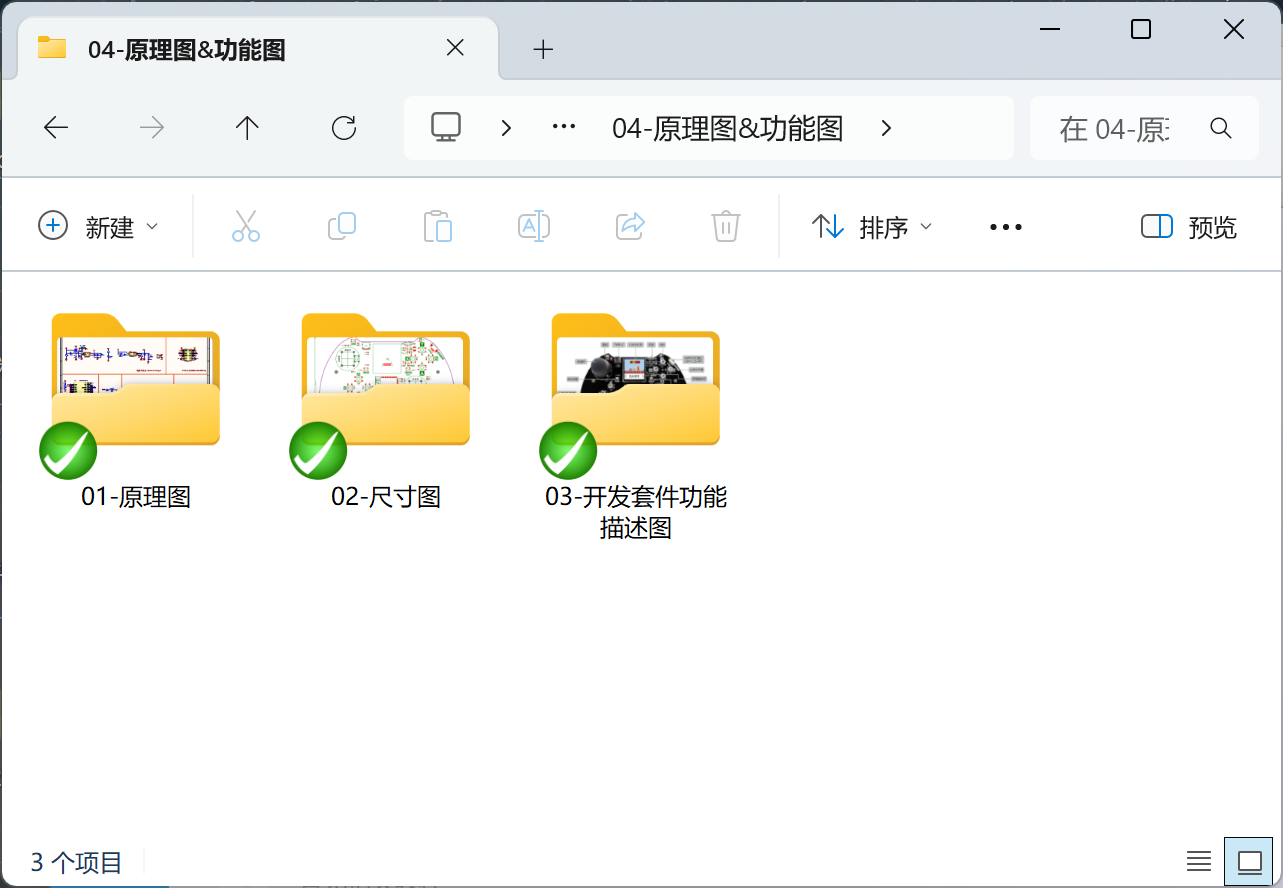 04-原理图&功能图
04-原理图&功能图
在 04-原
新建
排序
预览
01-原理图
02-尺寸图
03-开发套件功能
描述图
3 个项目